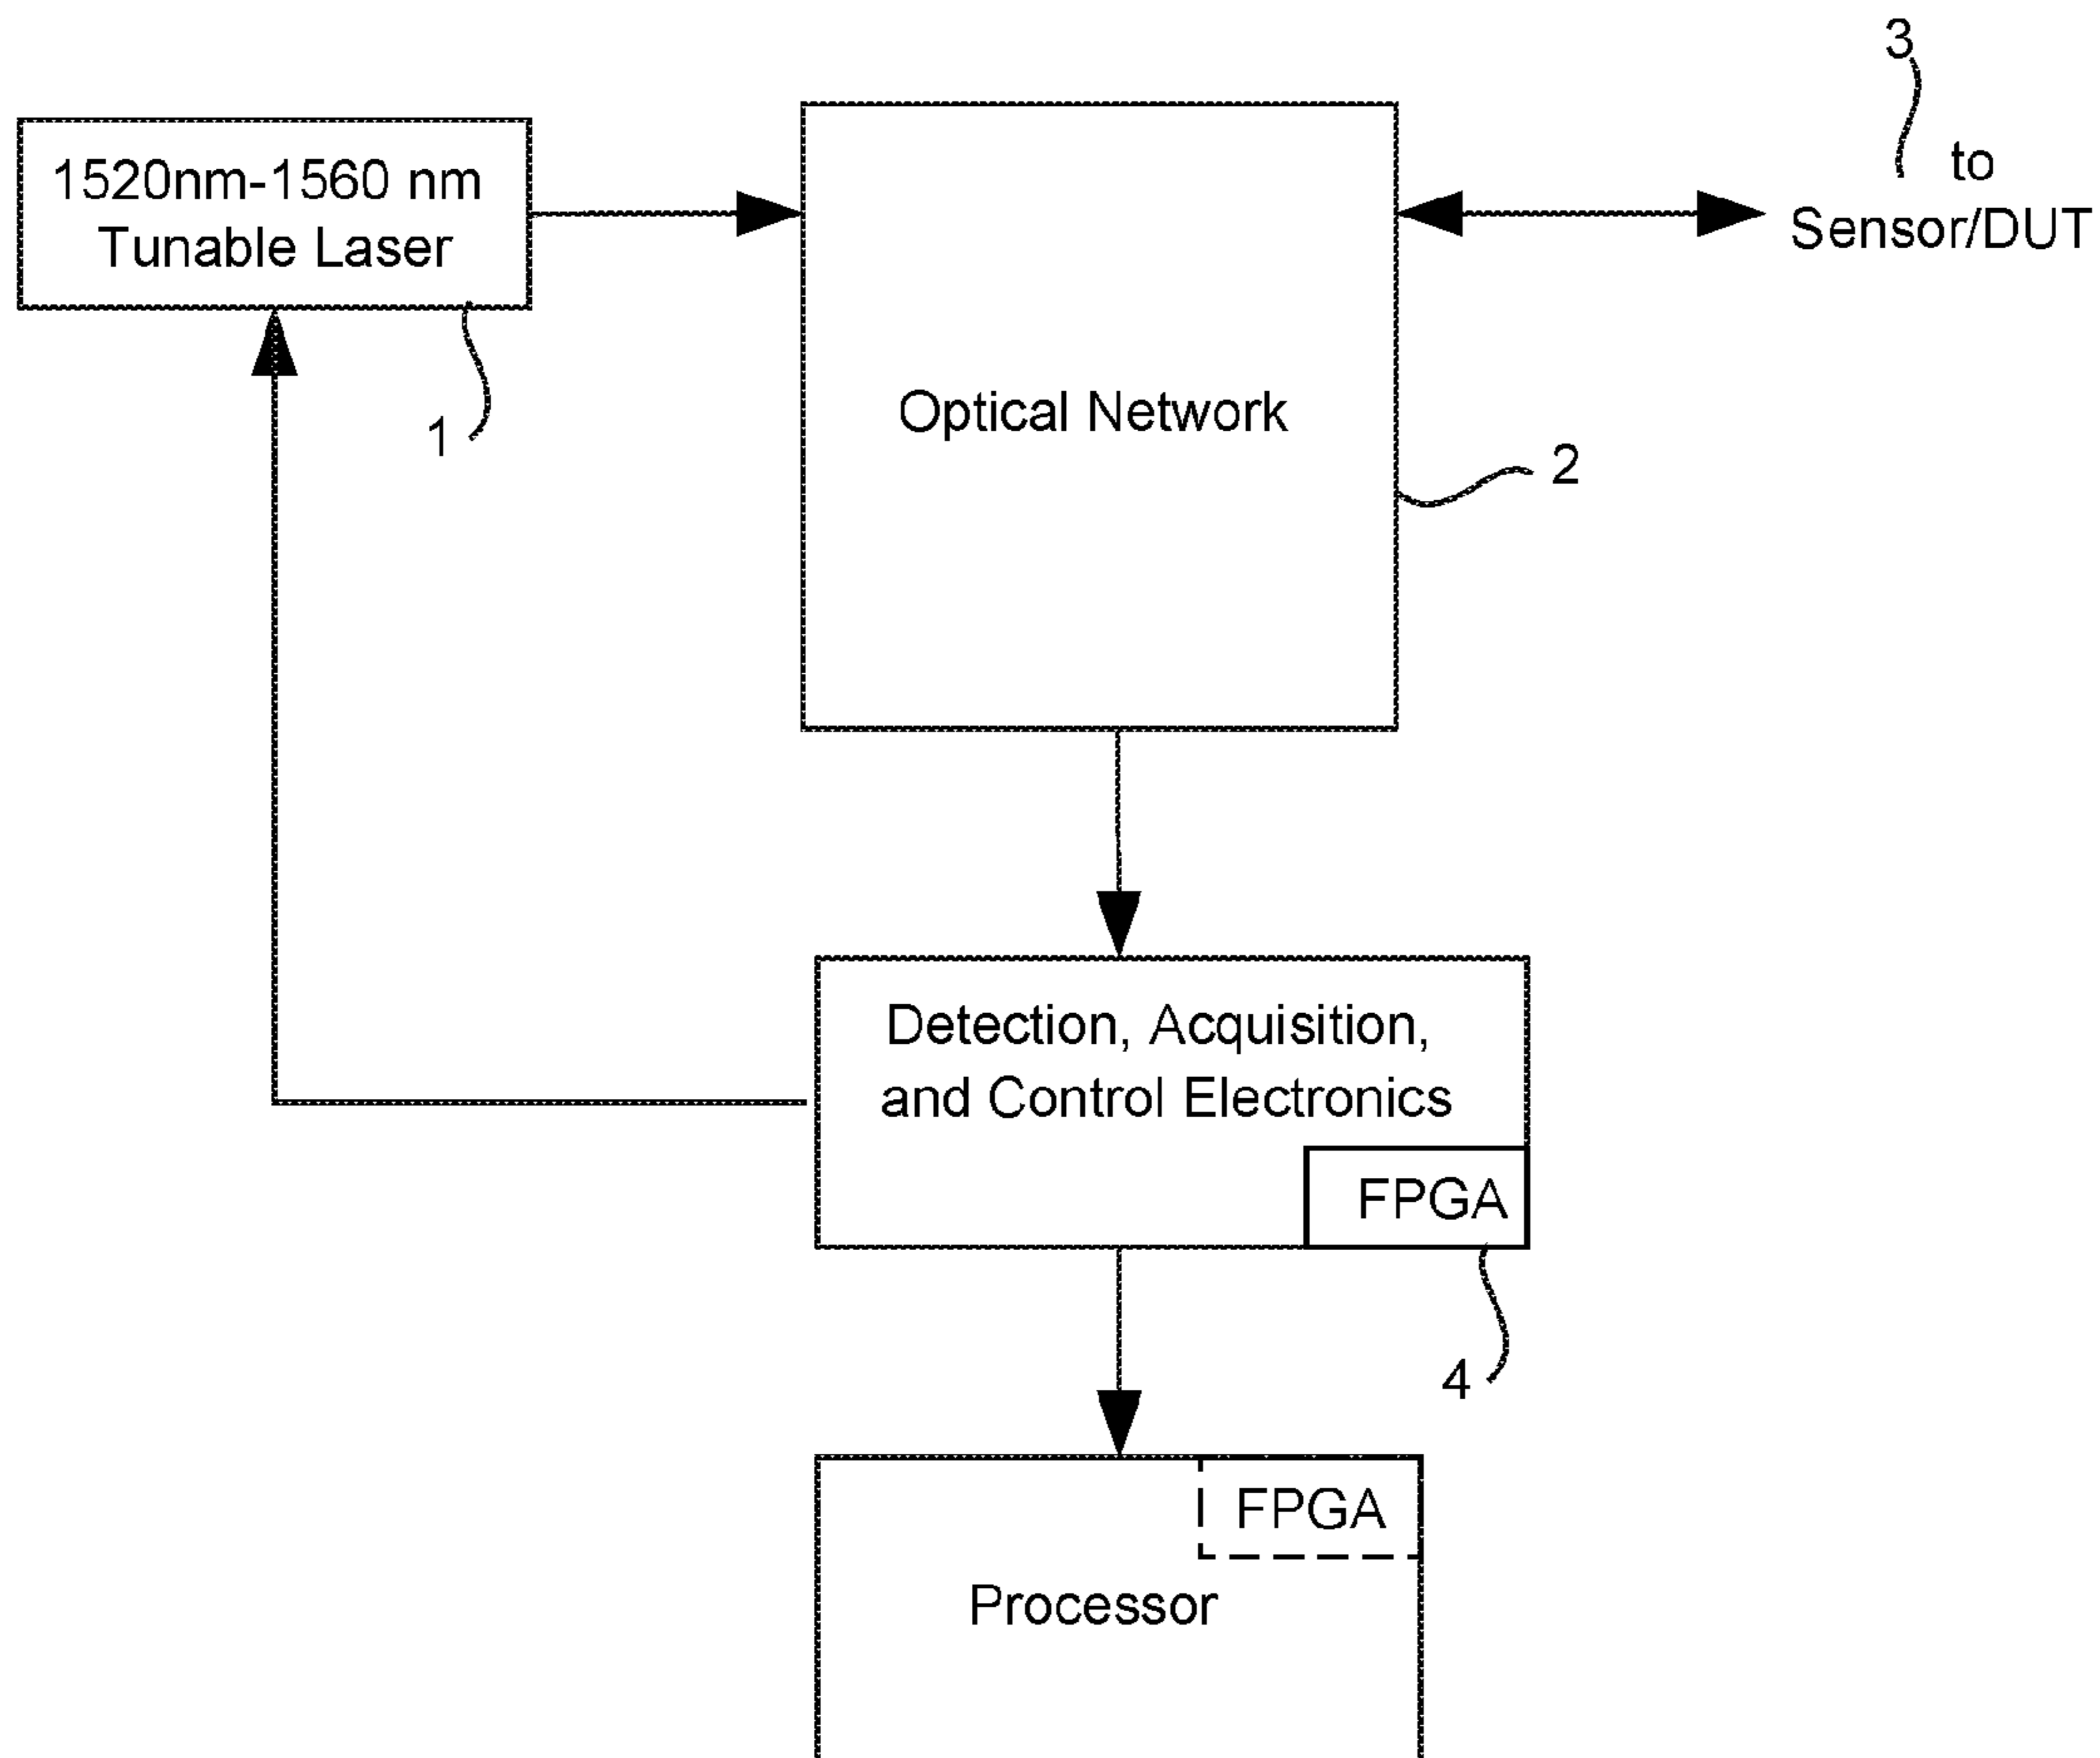 3
1520nm-1560 nm
Tunable Laser
to
Sensor/DUT
1
Optical Network
2
Detection, Acquisition,
and Control Electronics
FPGA
4
FPGA
Processor